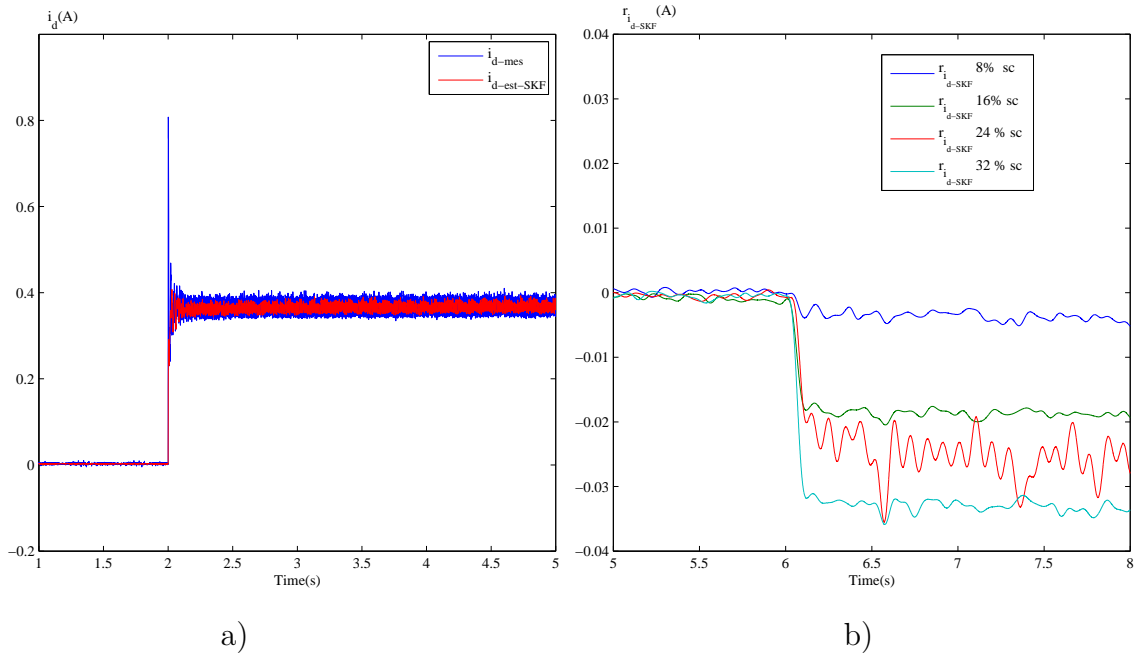 i_d(A)
i_d-mes
i_d-est-SKF
0.8
0.6
0.4
0.2
0
−0.2
1 1.5 2 2.5 3 3.5 4 4.5 5
Time(s)
a)
r_i_d-SKF (A)
0.04
r_i_d-SKF 8% sc
r_i_d-SKF 16% sc
r_i_d-SKF 24 % sc
r_i_d-SKF 32 % sc
0.03
0.02
0.01
0
−0.01
−0.02
−0.03
−0.04
5 5.5 6 6.5 7 7.5 8
Time(s)
b)